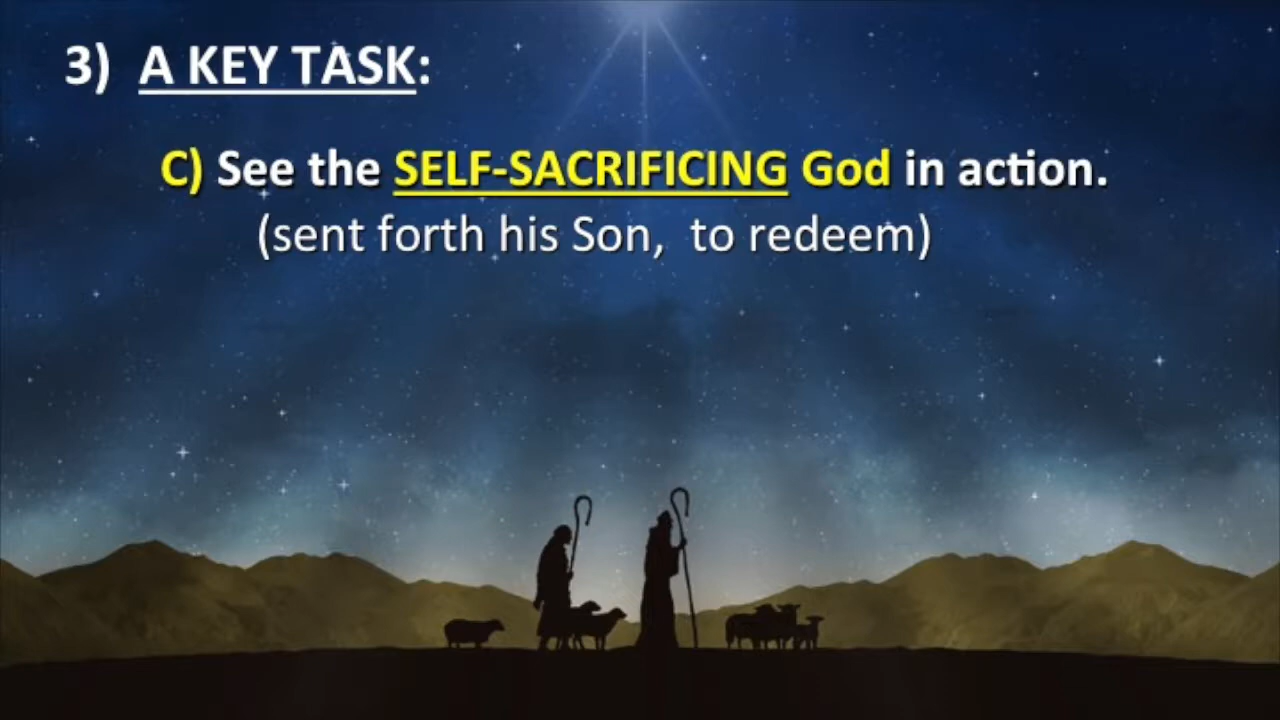 3) A KEY TASK:
C) See the SELF-SACRIFICING God in action.
(sent forth his Son, to redeem)